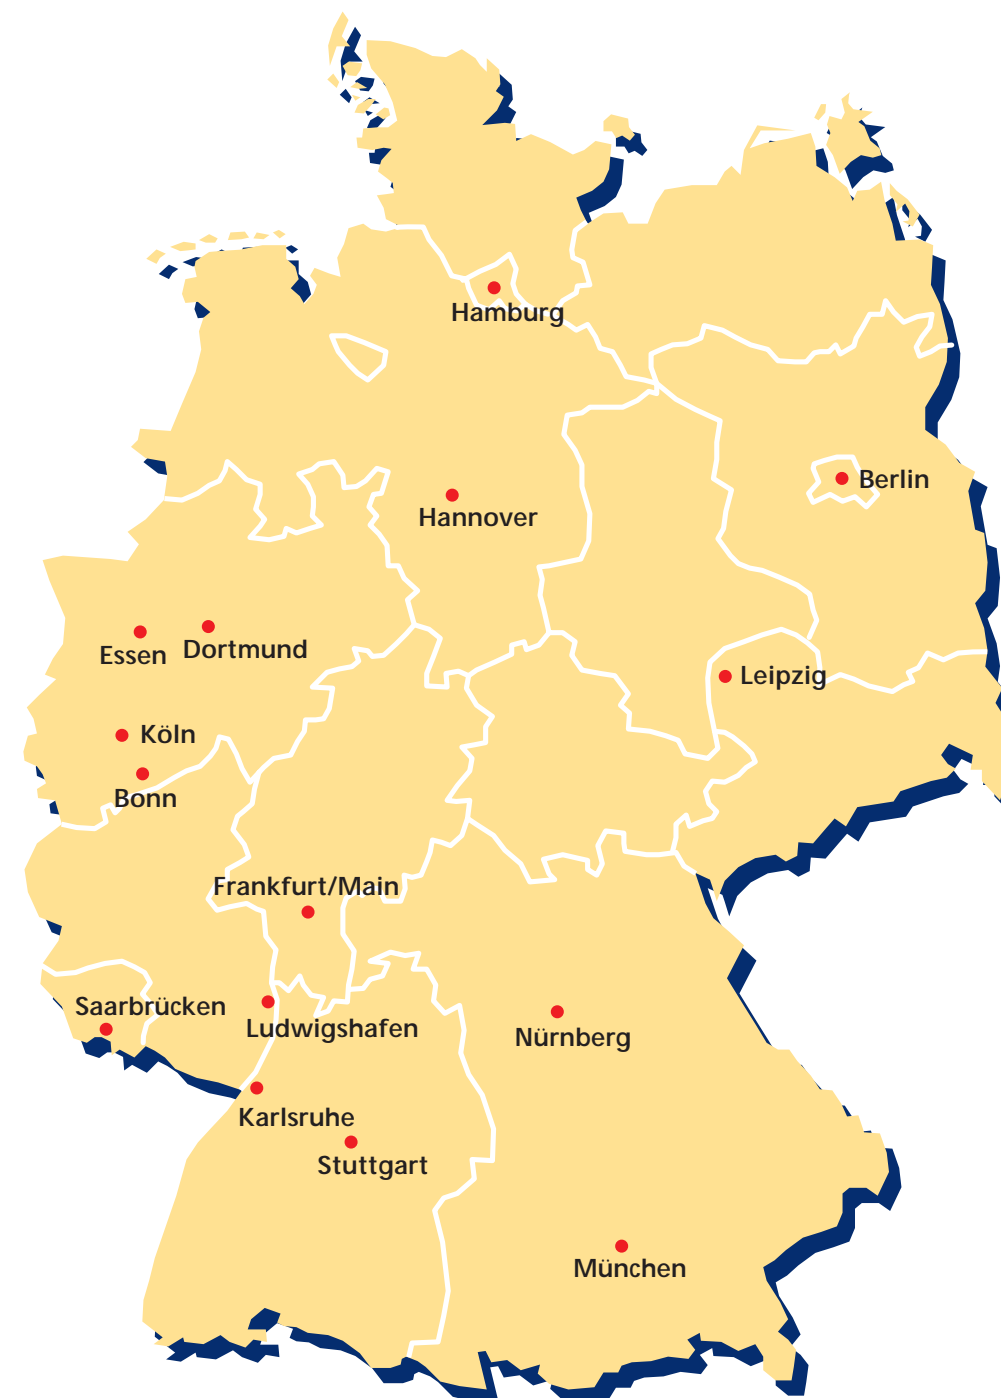 Hamburg
Berlin
Hannover
Essen
Dortmund
Leipzig
Köln
Bonn
Frankfurt/Main
Saarbrücken
Ludwigshafen
Nürnberg
Karlsruhe
Stuttgart
München